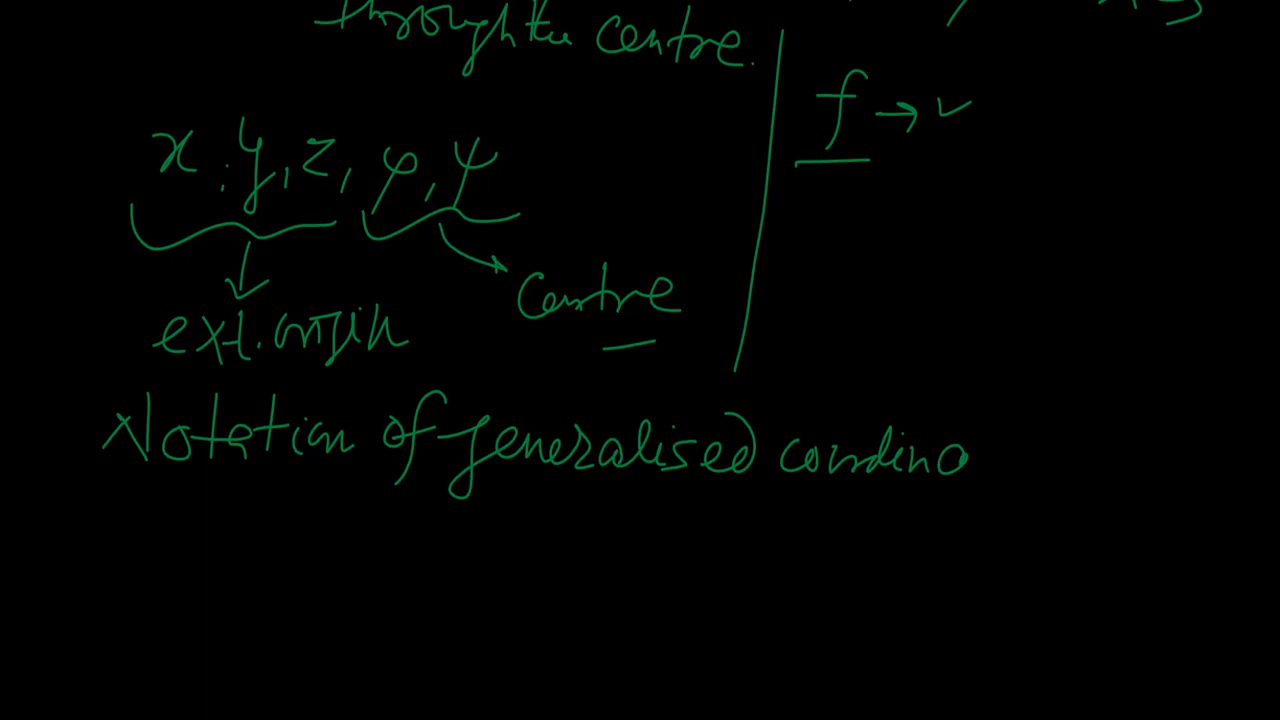 through the centre.
x, y, z, φ, ψ
f → v
centre
ext. origin
Notation of generalised coordina